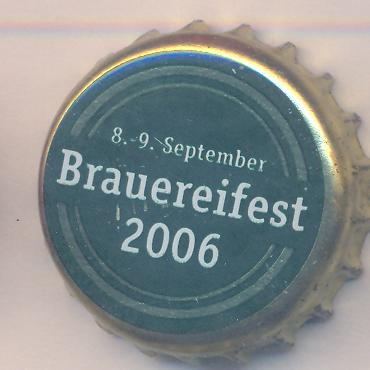 8.-9. September
Brauereifest
2006